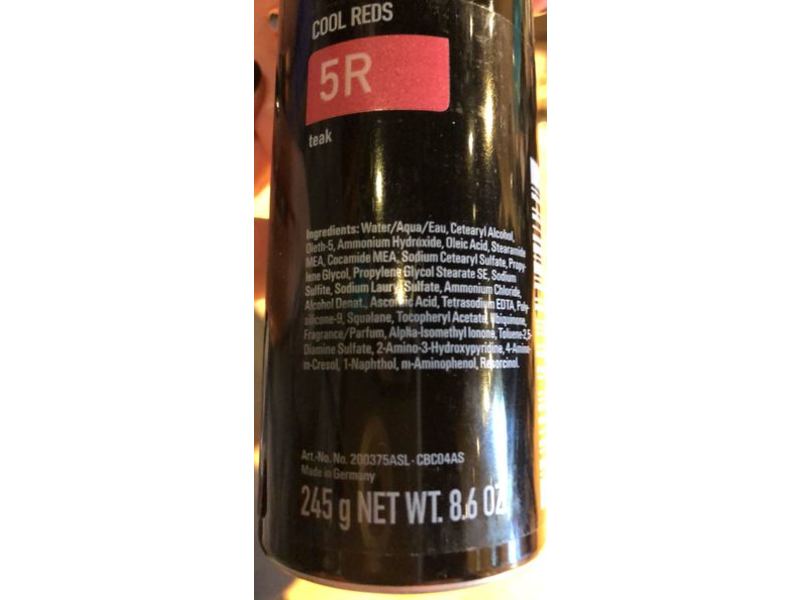 COOL REDS
5R
teak
Ingredients: Water/Aqua/Eau, Cetearyl Alcohol,
Oleth-5, Ammonium Hydroxide, Oleic Acid, Stearamide
MEA, Cocamide MEA, Sodium Cetearyl Sulfate, Propy-
lene Glycol, Propylene Glycol Stearate SE, Sodium
Sulfite, Sodium Lauryl Sulfate, Ammonium Chloride,
Alcohol Denat., Ascorbic Acid, Tetrasodium EDTA, Poly-
silicone-9, Squalane, Tocopheryl Acetate, Ubiquinone,
Fragrance/Parfum, Alpha-Isomethyl Ionone, Toluene-2,5-
Diamine Sulfate, 2-Amino-3-Hydroxypyridine, 4-Amino-
m-Cresol, 1-Naphthol, m-Aminophenol, Resorcinol.
Art.-No. No. 200375ASL - CBC04AS
Made in Germany
245 g NET WT. 8.6 OZ